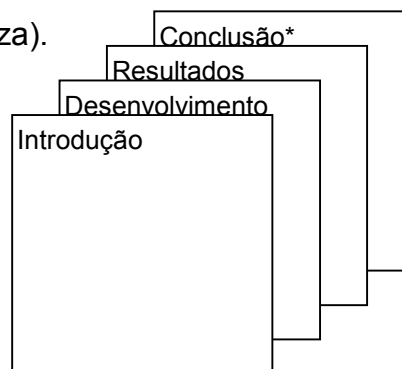 za).
Conclusão*
Resultados
Desenvolvimento
Introdução